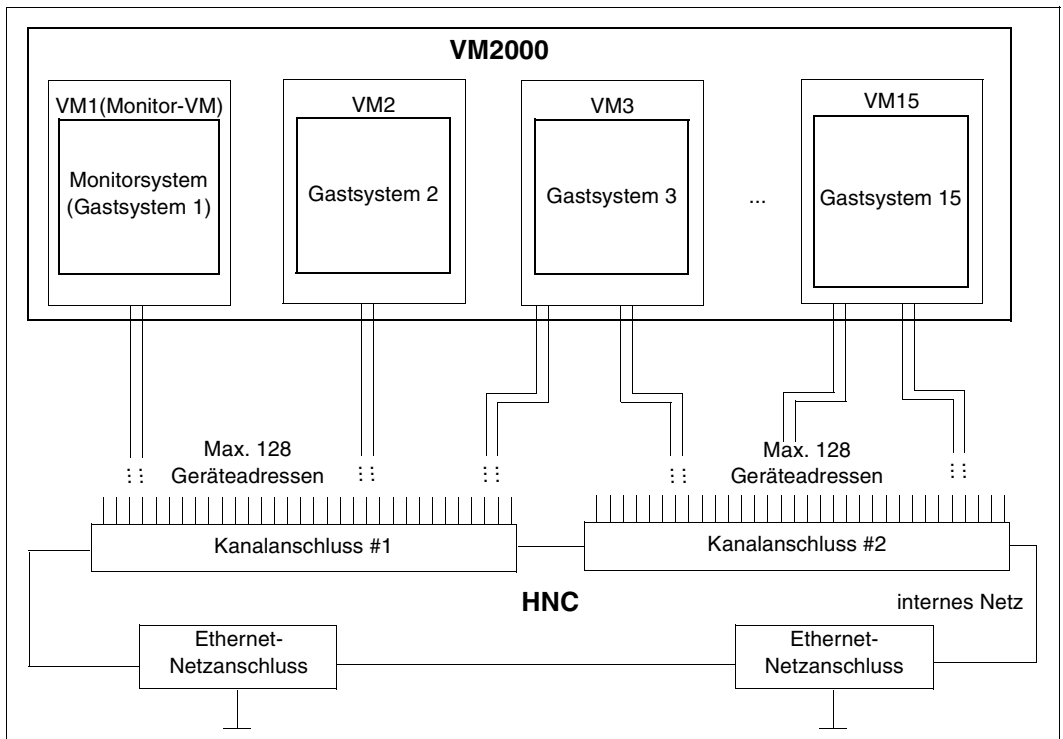 VM2000
VM1(Monitor-VM)
VM2
VM3
VM15
Monitorsystem
(Gastsystem 1)
Gastsystem 2
Gastsystem 3
...
Gastsystem 15
Max. 128
Geräteadressen
Max. 128
Geräteadressen
Kanalanschluss #1
Kanalanschluss #2
HNC
internes Netz
Ethernet-
Netzanschluss
Ethernet-
Netzanschluss